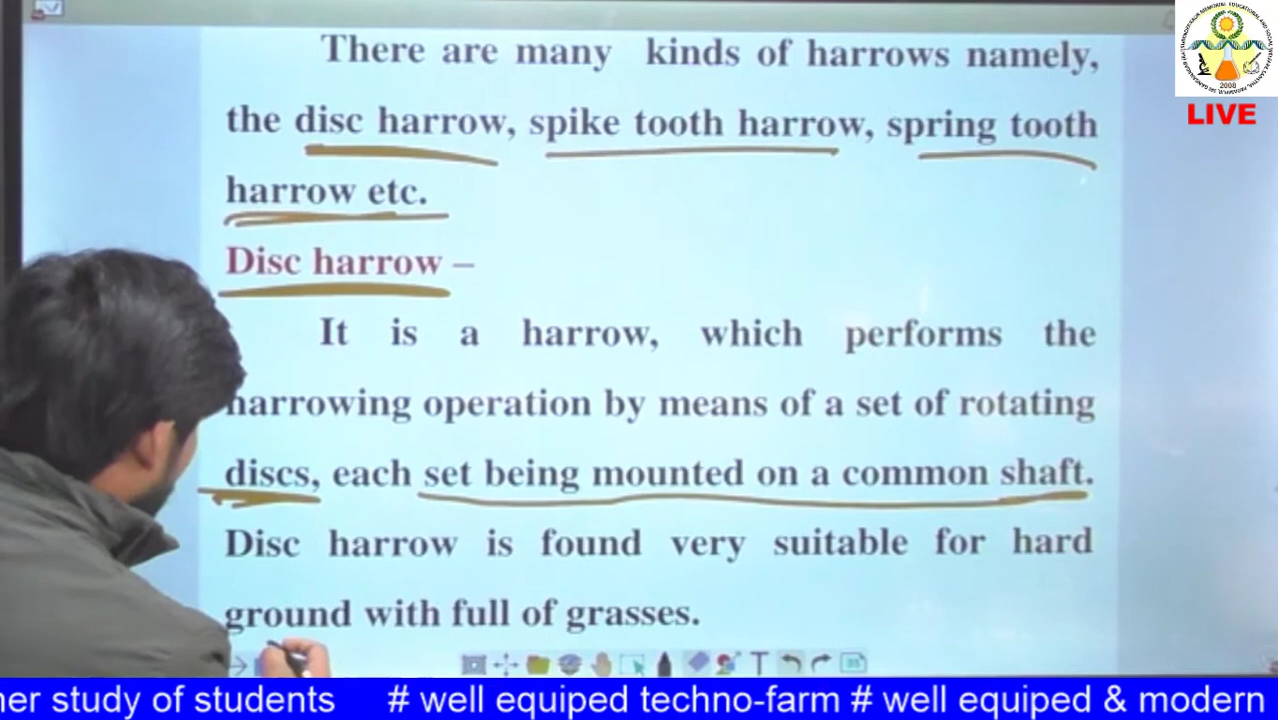 There are many kinds of harrows namely,
the disc harrow, spike tooth harrow, spring tooth
harrow etc.
Disc harrow –
It is a harrow, which performs the
harrowing operation by means of a set of rotating
discs, each set being mounted on a common shaft.
Disc harrow is found very suitable for hard
ground with full of grasses.
2008
LIVE
her study of students # well equiped techno-farm # well equiped & modern